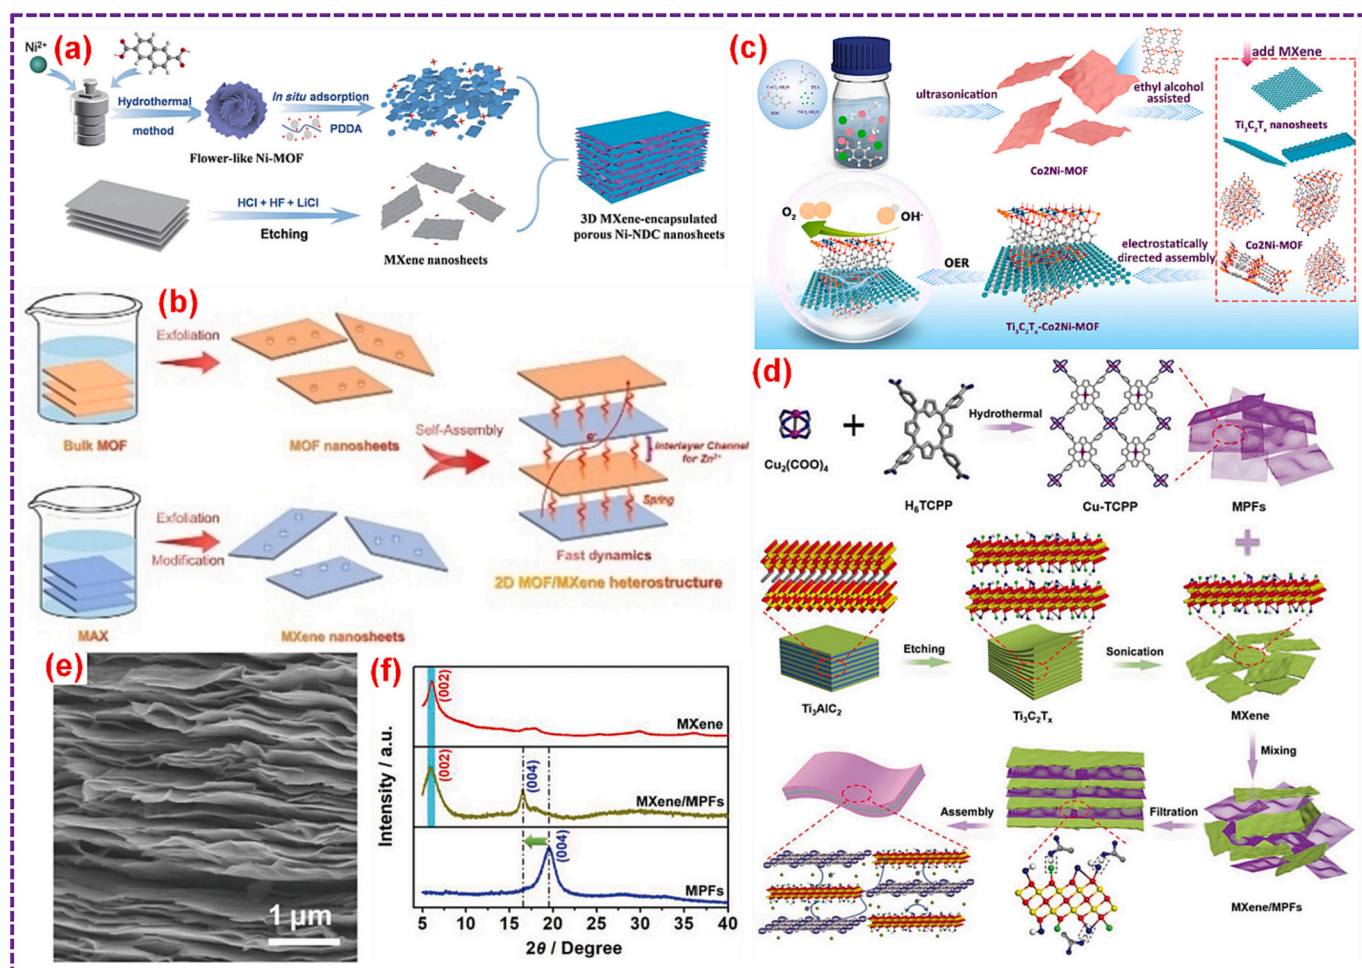 (a)
Ni²⁺
Hydrothermal
method
In situ adsorption
PDDA
Flower-like Ni-MOF
HCl + HF + LiCl
Etching
MXene nanosheets
3D MXene-encapsulated
porous Ni-NDC nanosheets
(b)
Exfoliation
Bulk MOF
MOF nanosheets
Self-Assembly
e⁻
Interlayer Channel
for Zn²⁺
Spring
Exfoliation
Modification
Fast dynamics
2D MOF/MXene heterostructure
MAX
MXene nanosheets
(c)
ultrasonication
Co2Ni-MOF
ethyl alcohol
assisted
add MXene
Ti₃C₂Tₓ nanosheets
Co2Ni-MOF
electrostatically
directed assembly
Ti₃C₂Tₓ-Co2Ni-MOF
OER
O₂
OH⁻
(d)
Cu₂(COO)₄
+
H₆TCPP
Hydrothermal
Cu-TCPP
MPFs
+
Ti₃AlC₂
Etching
Ti₃C₂Tₓ
Sonication
MXene
Mixing
MXene/MPFs
Filtration
Assembly
(e)
1 µm
(f)
Intensity / a.u.
(002)
MXene
(002)
(004)
MXene/MPFs
(004)
MPFs
5 10 15 20 25 30 35 40
2θ / Degree